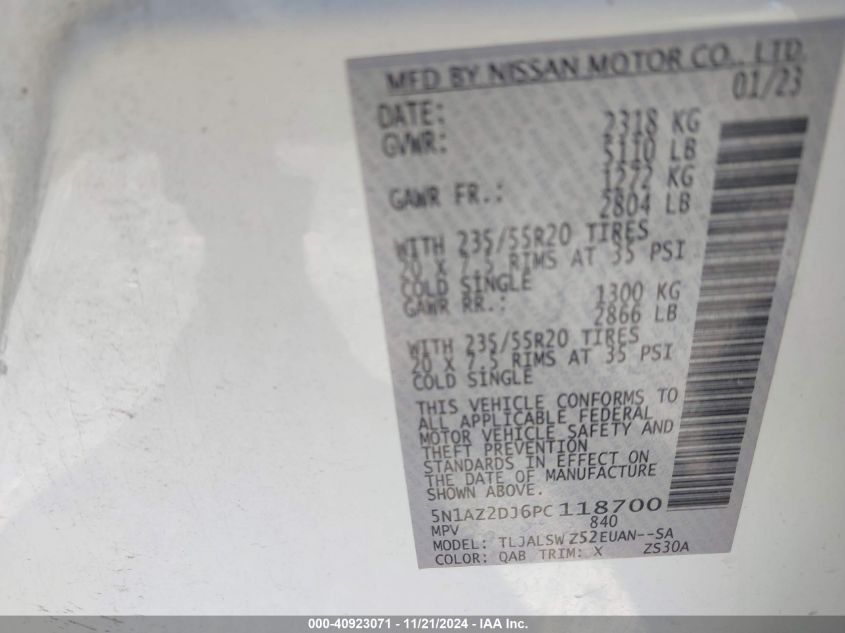 MFD BY NISSAN MOTOR CO., LTD.
DATE: 01/23
GVWR: 2318 KG
5110 LB
GAWR FR.: 1272 KG
2804 LB
WITH 235/55R20 TIRES
20 X 7.5 RIMS AT 35 PSI
COLD SINGLE
GAWR RR.: 1300 KG
2866 LB
WITH 235/55R20 TIRES
20 X 7.5 RIMS AT 35 PSI
COLD SINGLE
THIS VEHICLE CONFORMS TO
ALL APPLICABLE FEDERAL
MOTOR VEHICLE SAFETY AND
THEFT PREVENTION
STANDARDS IN EFFECT ON
THE DATE OF MANUFACTURE
SHOWN ABOVE.
5N1AZ2DJ6PC118700
MPV 840
MODEL: TLJALSWZ52EUAN--SA
COLOR: QAB TRIM: X ZS30A
000-40923071 - 11/21/2024 - IAA Inc.